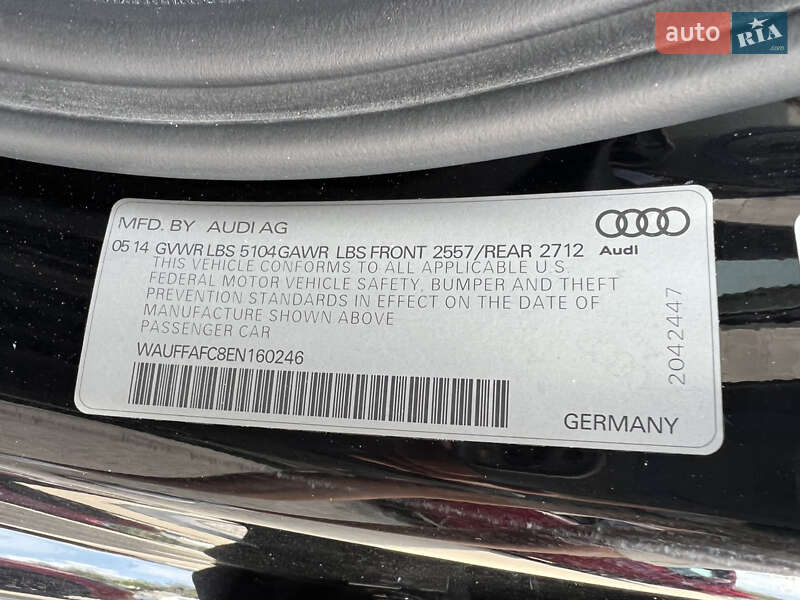 auto RIA .com
MFD. BY AUDI AG
05 14 GVWR LBS 5104 GAWR LBS FRONT 2557/REAR 2712
Audi
THIS VEHICLE CONFORMS TO ALL APPLICABLE U.S.
FEDERAL MOTOR VEHICLE SAFETY, BUMPER AND THEFT
PREVENTION STANDARDS IN EFFECT ON THE DATE OF
MANUFACTURE SHOWN ABOVE
PASSENGER CAR
WAUFFAFC8EN160246
GERMANY
2042447